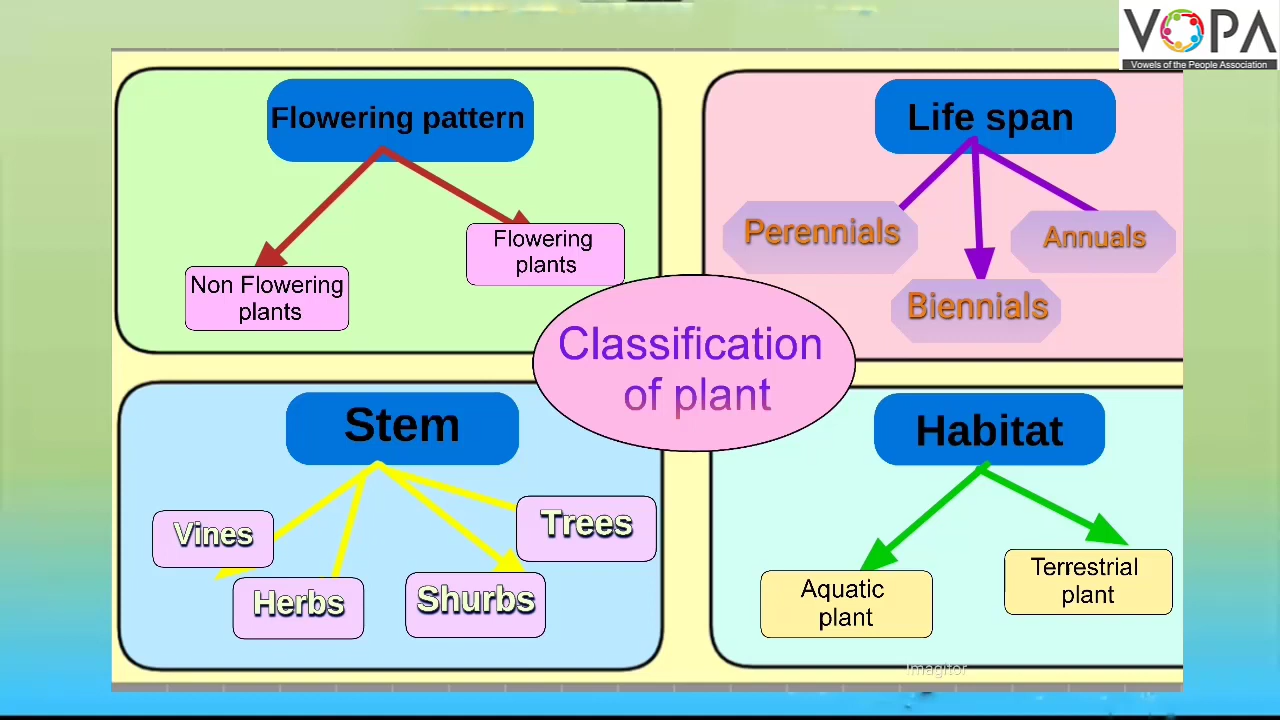 VOPA
Vowels of the People Association
Flowering pattern
Non Flowering
plants
Flowering
plants
Life span
Perennials
Biennials
Annuals
Classification
of plant
Stem
Vines
Herbs
Shurbs
Trees
Habitat
Aquatic
plant
Terrestrial
plant
Imagitor